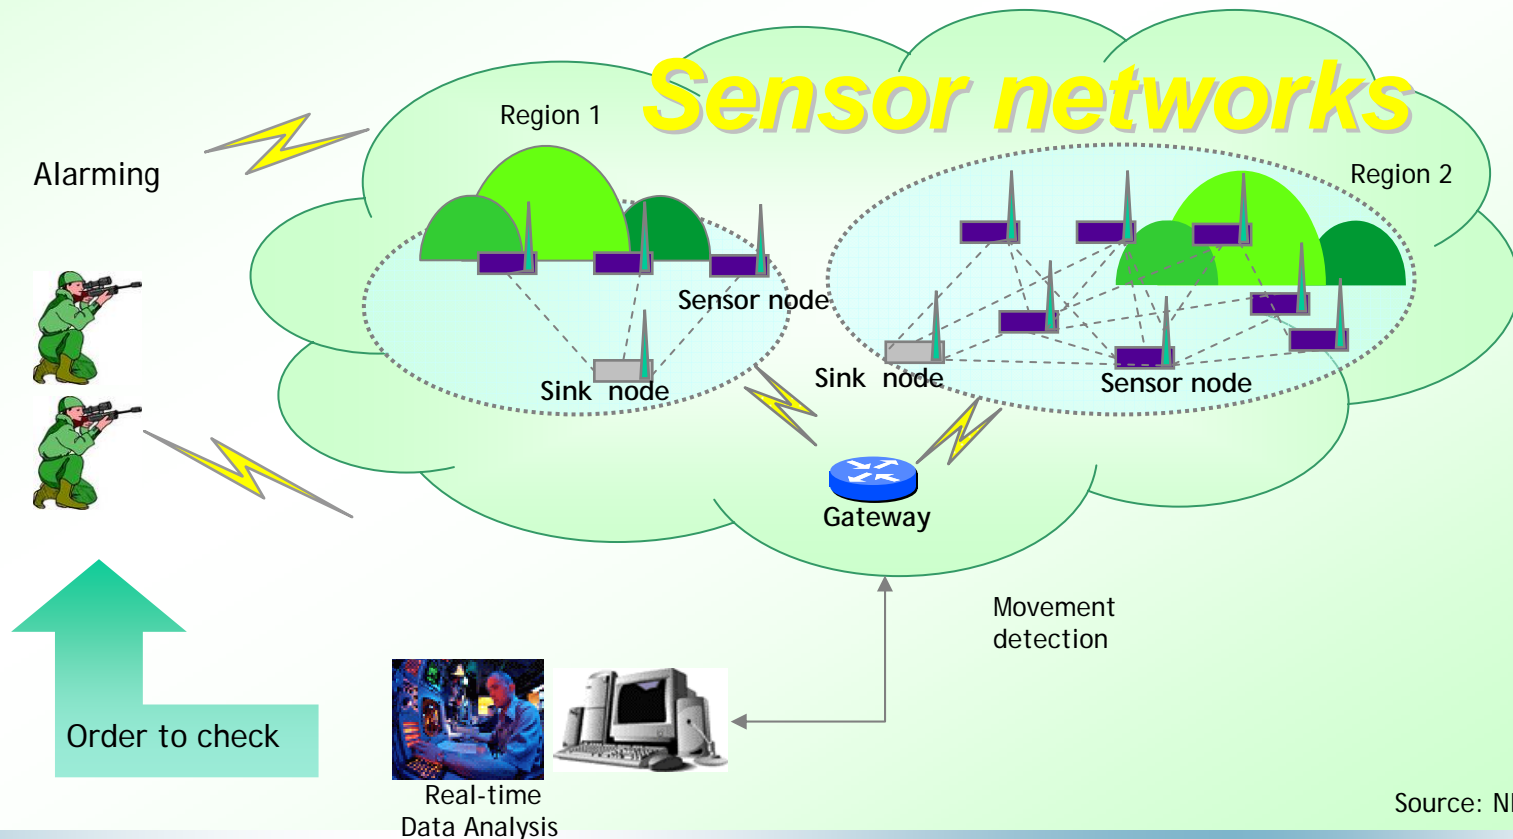 Sensor networks
Region 1
Region 2
Alarming
Sensor node
Sink node
Sink node
Sensor node
Gateway
Movement
detection
Order to check
Real-time
Data Analysis
Source: